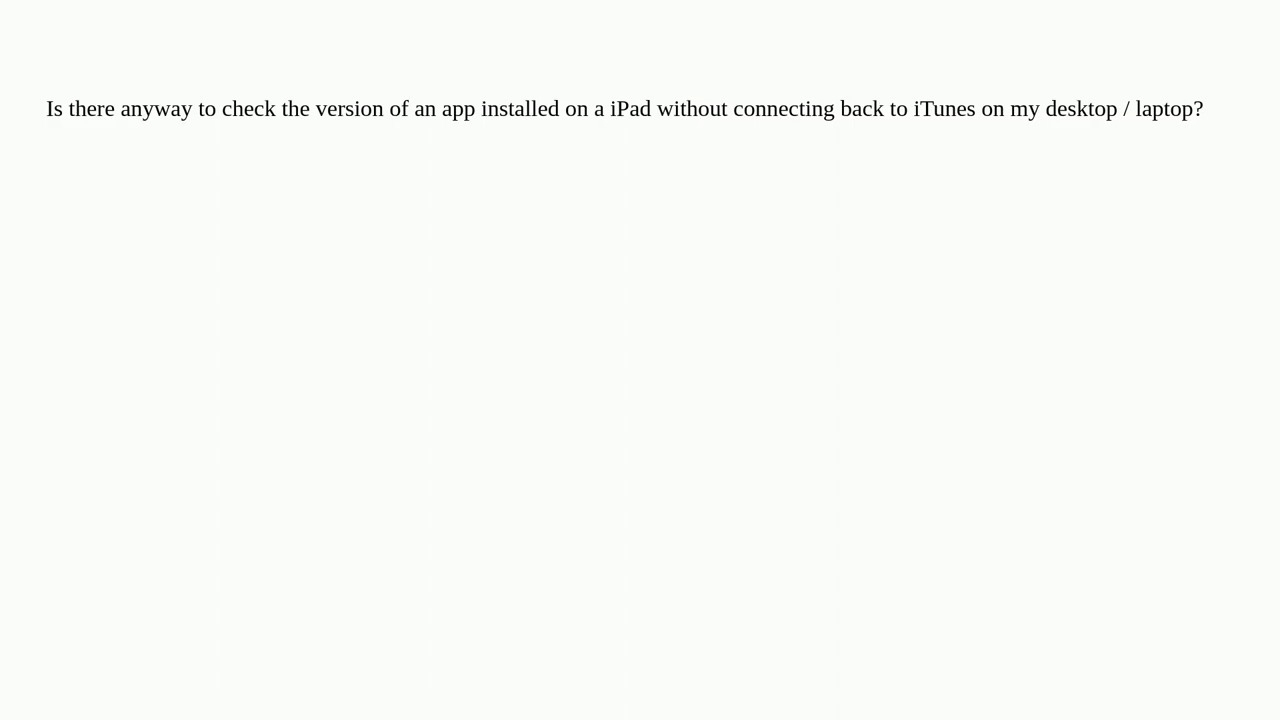 Is there anyway to check the version of an app installed on a iPad without connecting back to iTunes on my desktop / laptop?